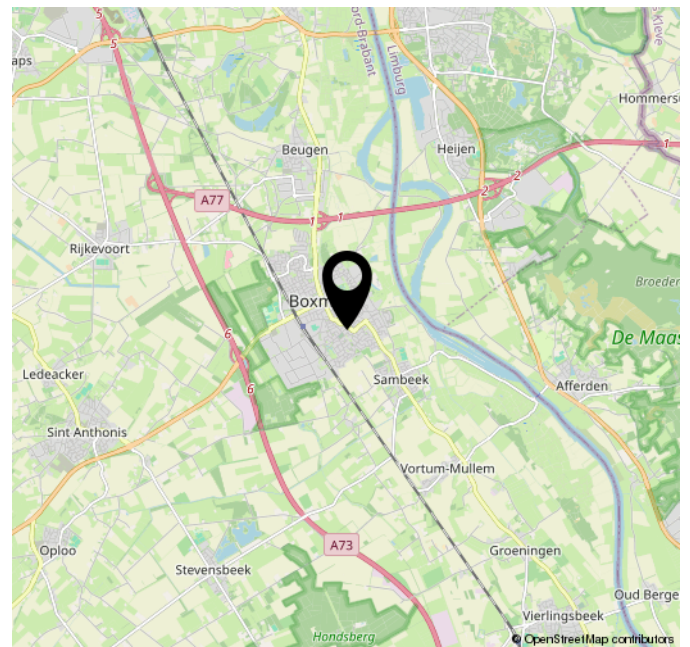 5
5
aps
ord-Brabant
Limburg
s Kleve
Hommersu
Beugen
Heijen
1
2
2
A77
1
1
Rijkevoort
Broeder
Boxm
De Maas
6
6
Ledeacker
Sambeek
Afferden
Sint Anthonis
Vortum-Mullem
A73
Oploo
Groeningen
Stevensbeek
Oud Berge
Vierlingsbeek
Hondsberg
© OpenStreetMap contributors